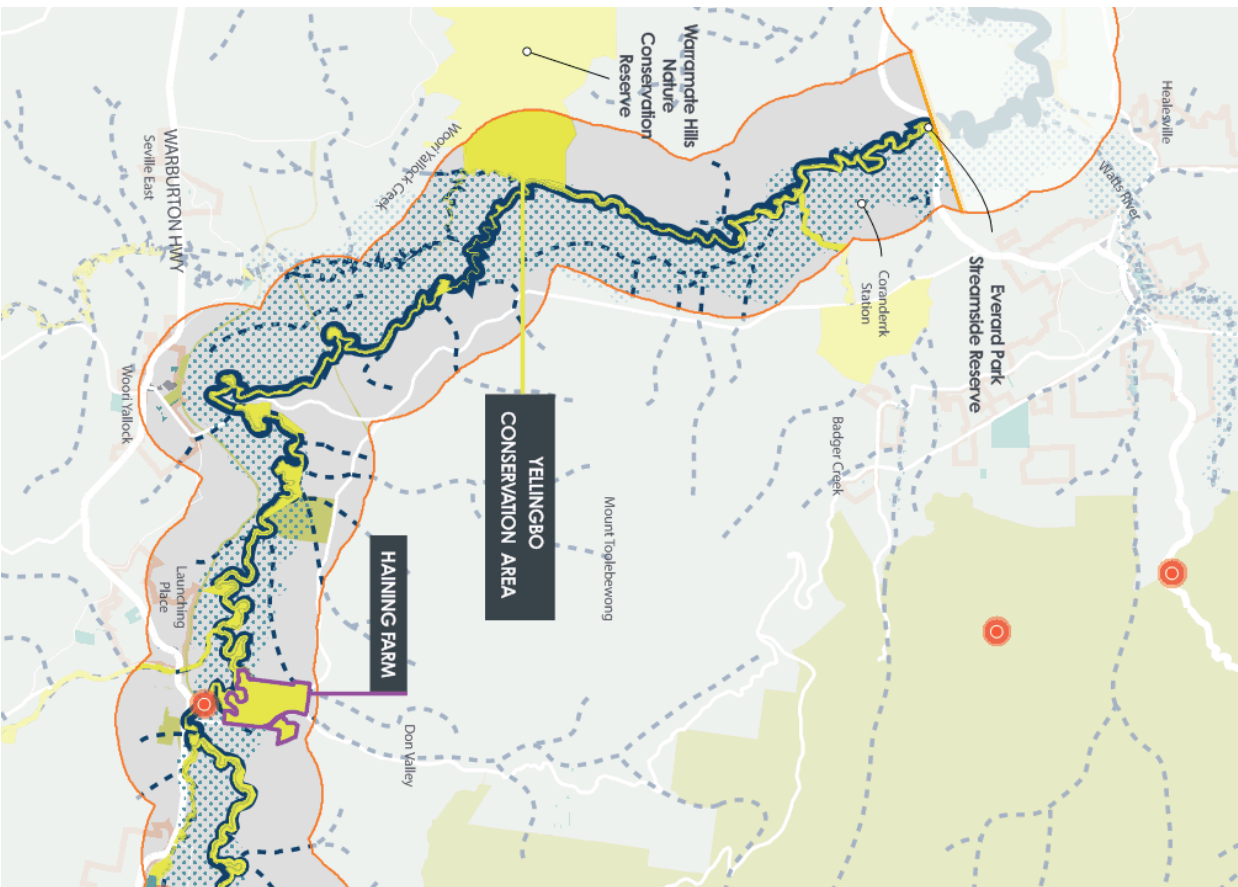 Healesville
Watts River
Warramate Hills
Nature
Conservation
Reserve
Everard Park
Streamside Reserve
Coranderrk
Station
Woori Yallock Creek
WARBURTON HWY
Seville East
Woori Yallock
Badger Creek
YELLINGBO
CONSERVATION AREA
Mount Toolebewong
HAINING FARM
Launching
Place
Don Valley